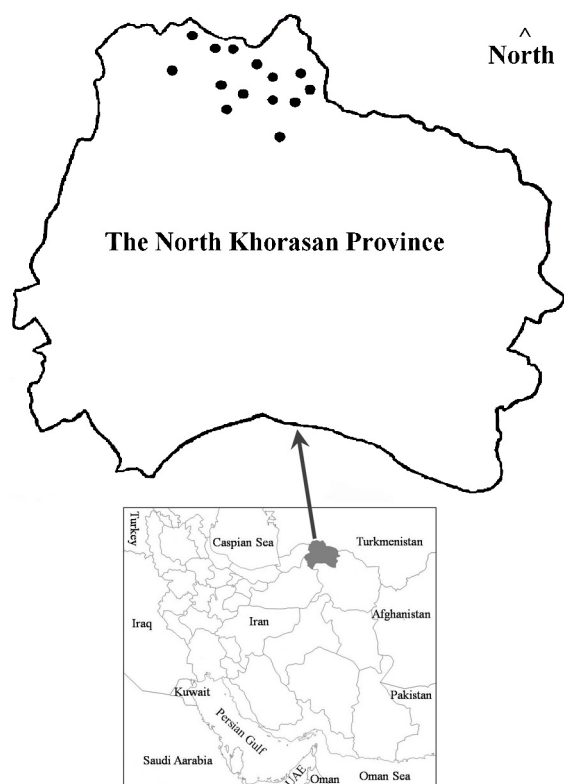 ^
North
The North Khorasan Province
Turkey
Caspian Sea
Turkmenistan
Iraq
Iran
Afghanistan
Kuwait
Pakistan
Persian Gulf
Saudi Aarabia
UAE
Oman
Oman Sea